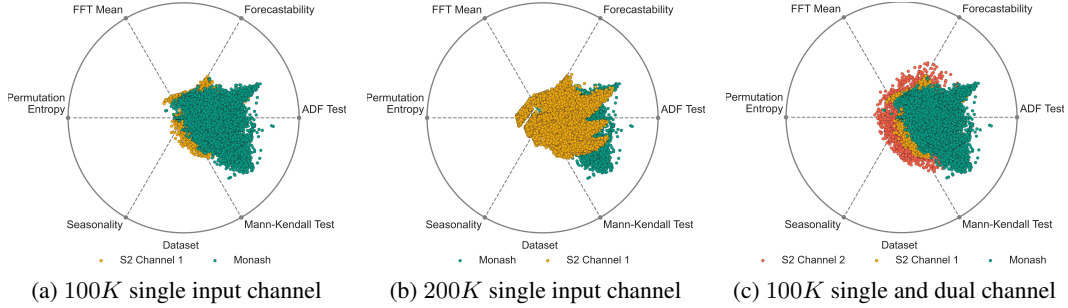 FFT Mean Forecastability
Permutation
Entropy ADF Test
Seasonality Mann-Kendall Test
Dataset
S2 Channel 1 Monash
(a) 100K single input channel
FFT Mean Forecastability
Permutation
Entropy ADF Test
Seasonality Mann-Kendall Test
Dataset
Monash S2 Channel 1
(b) 200K single input channel
FFT Mean Forecastability
Permutation
Entropy ADF Test
Seasonality Mann-Kendall Test
Dataset
S2 Channel 2 S2 Channel 1 Monash
(c) 100K single and dual channel